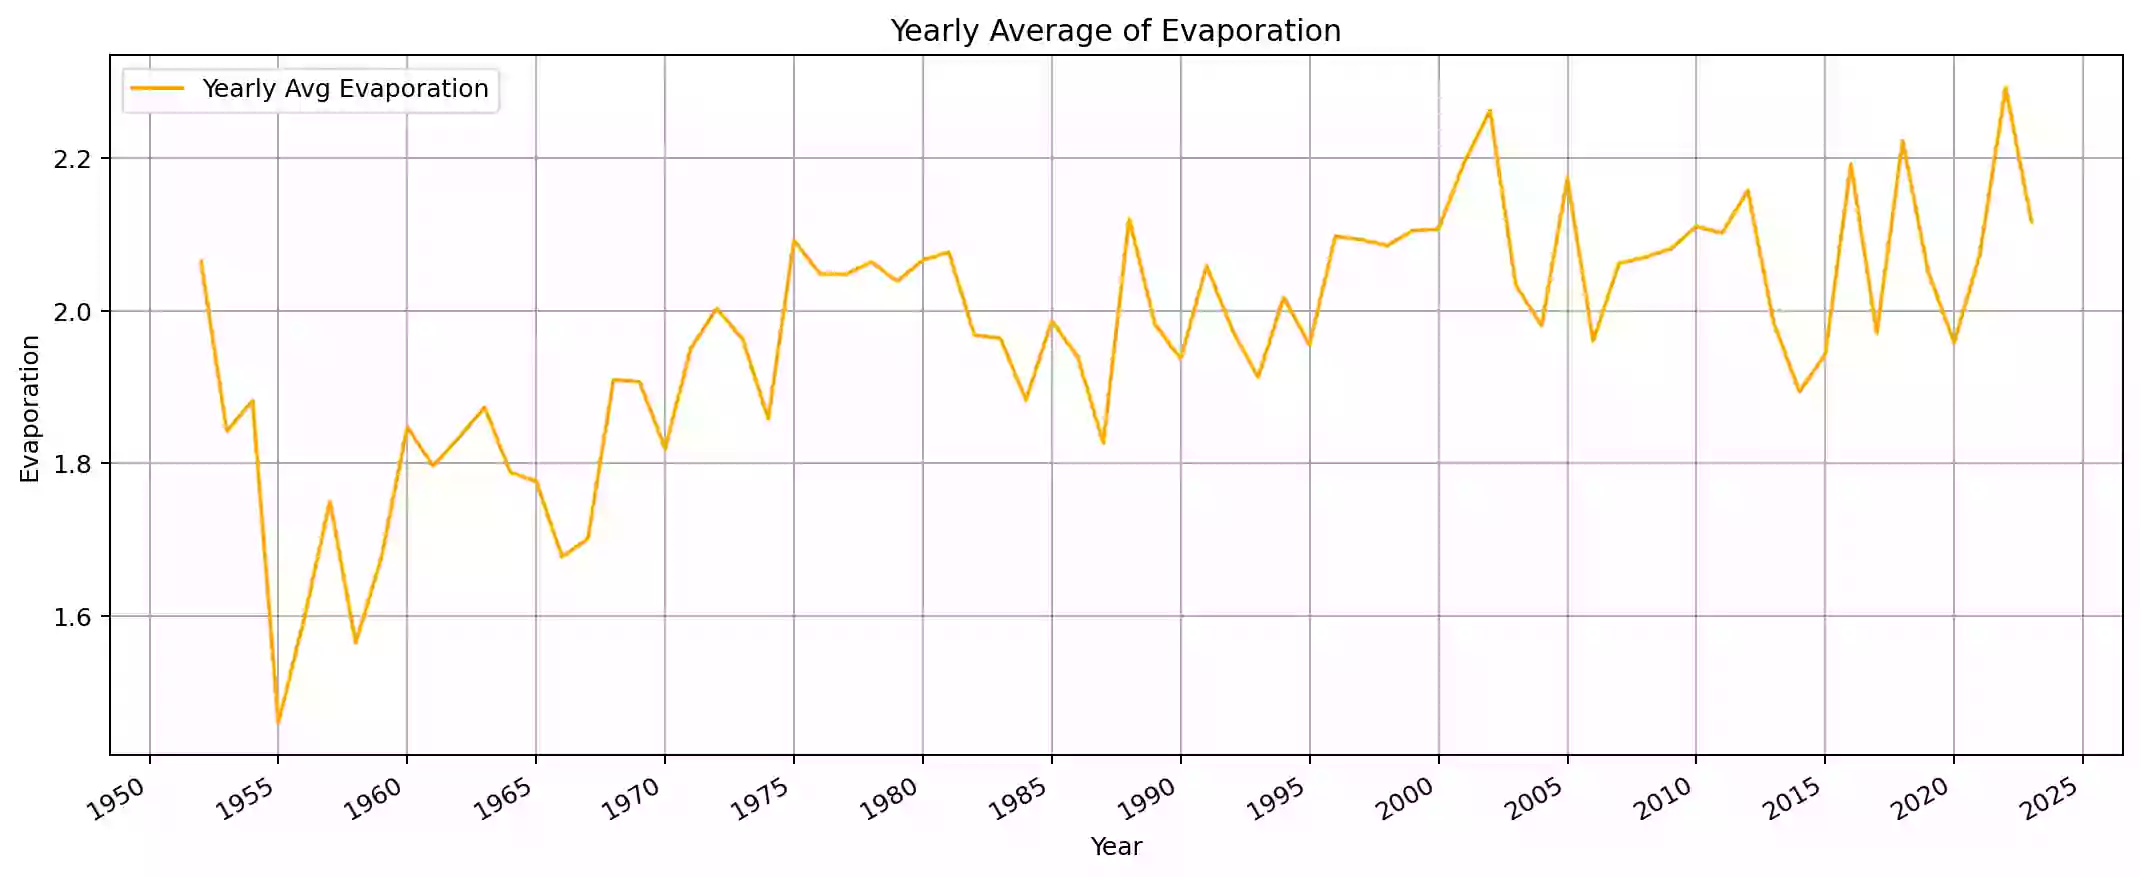 Yearly Average of Evaporation
Yearly Avg Evaporation
Evaporation
2.2
2.0
1.8
1.6
1950 1955 1960 1965 1970 1975 1980 1985 1990 1995 2000 2005 2010 2015 2020 2025
Year